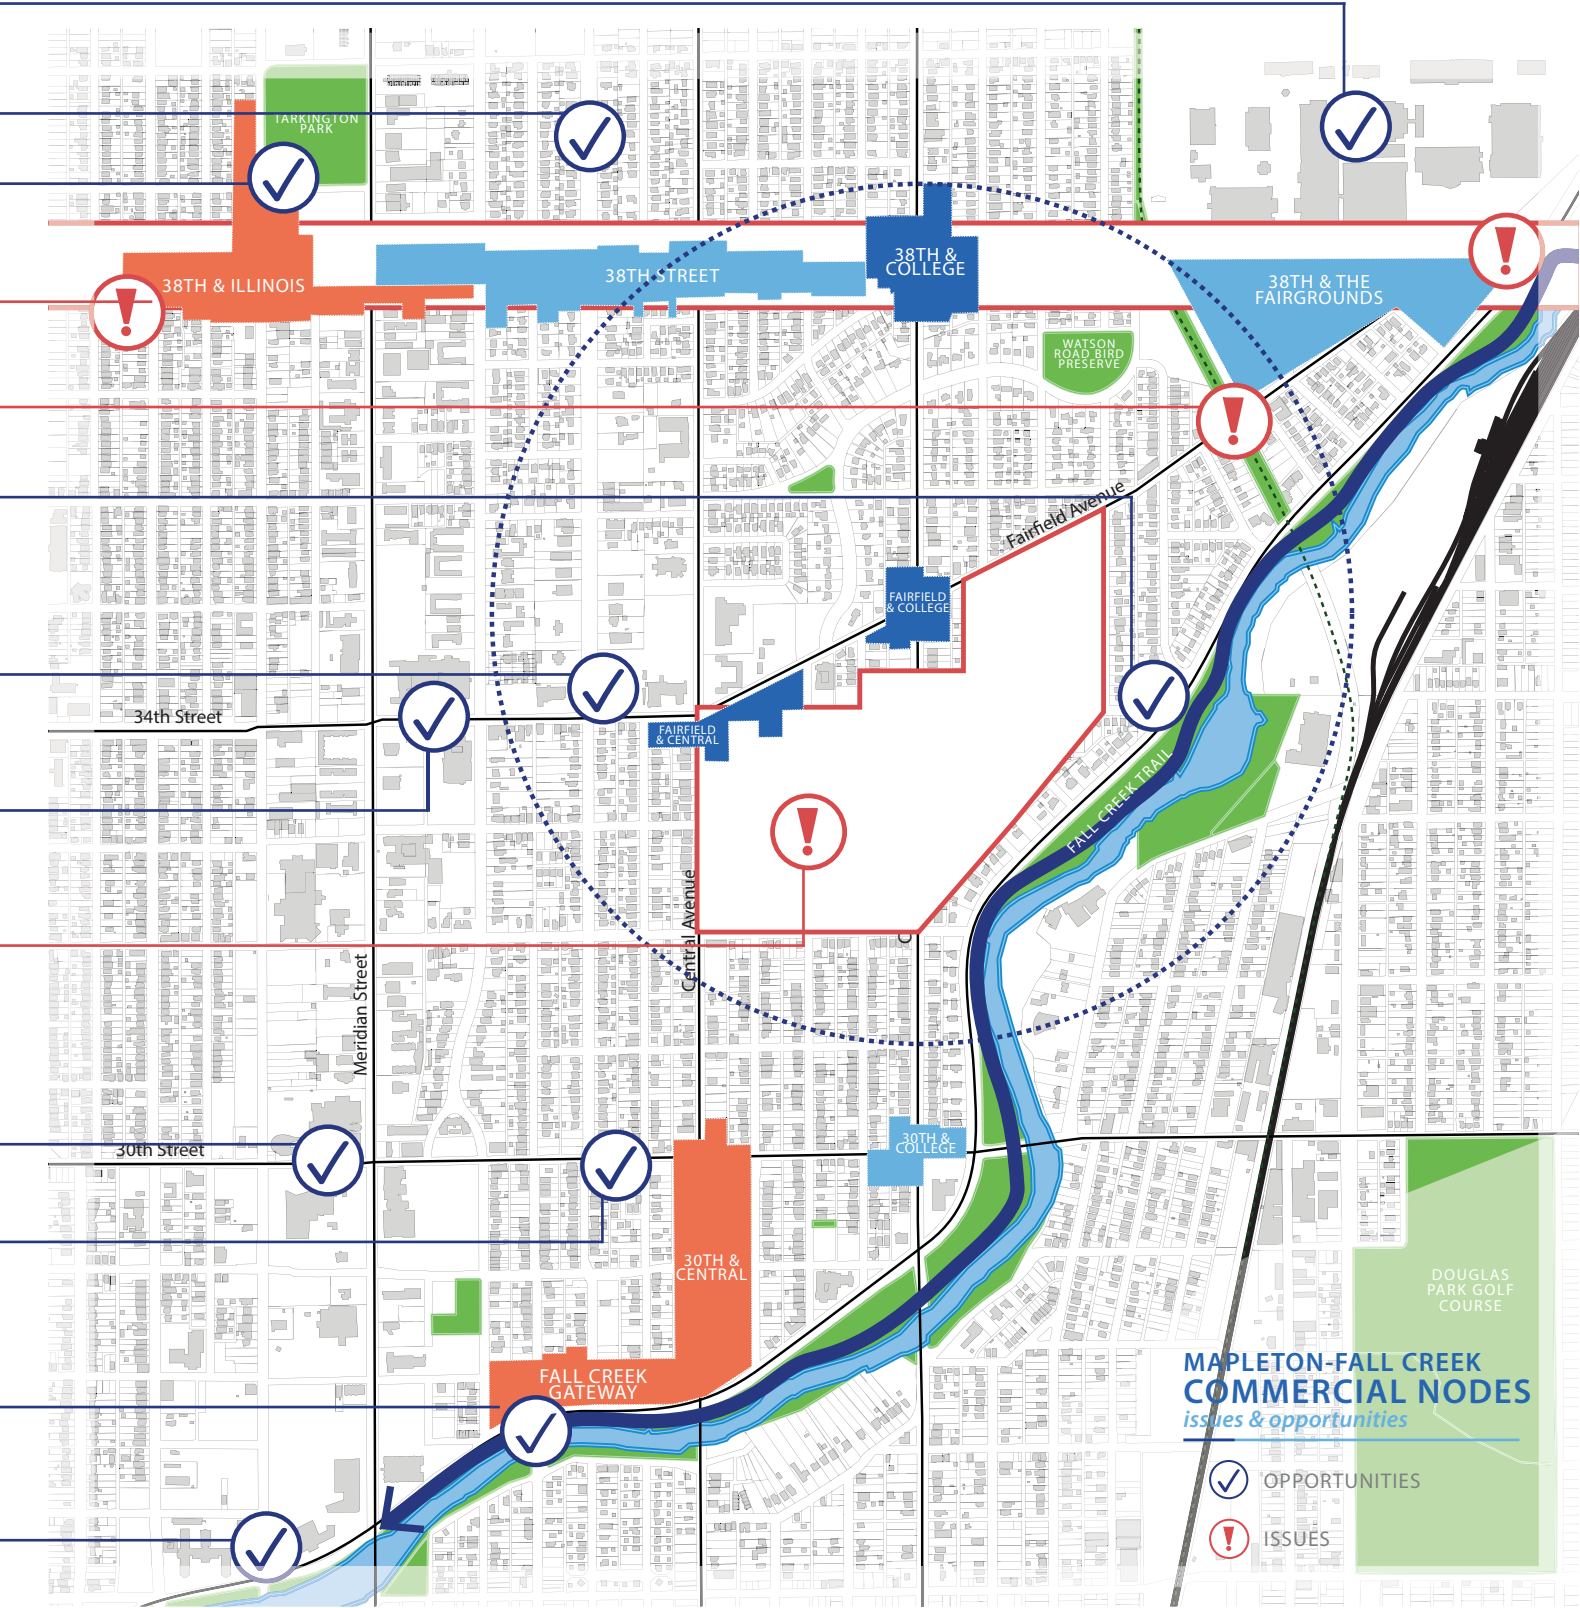 TARKINGTON
PARK
38TH &
COLLEGE
38TH STREET
38TH & ILLINOIS
38TH & THE
FAIRGROUNDS
WATSON
ROAD BIRD
PRESERVE
Fairfield Avenue
FAIRFIELD
& COLLEGE
34th Street
FAIRFIELD
& CENTRAL
FALL CREEK TRAIL
Central Avenue
C
Meridian Street
30th Street
30TH &
COLLEGE
30TH &
CENTRAL
DOUGLAS
PARK GOLF
COURSE
FALL CREEK
GATEWAY
MAPLETON-FALL CREEK
COMMERCIAL NODES
issues & opportunities
OPPORTUNITIES
ISSUES